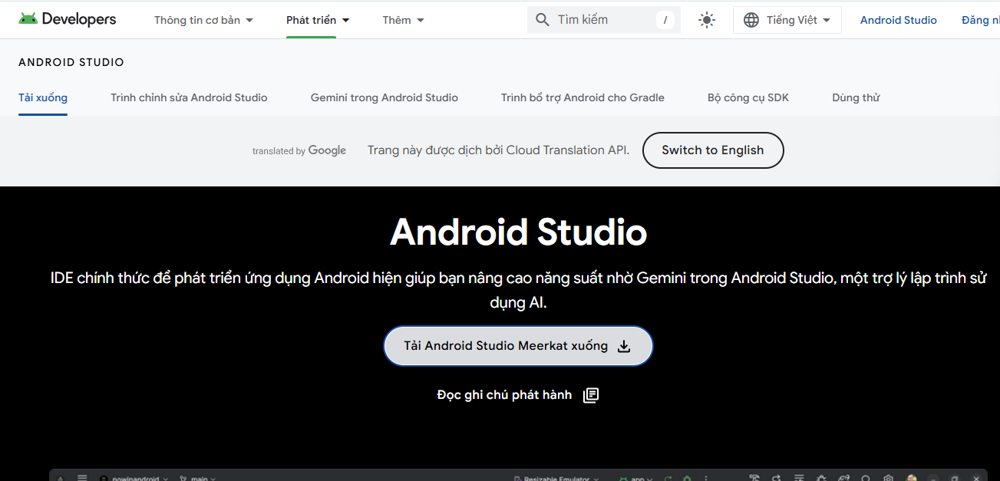 Developers Thông tin cơ bản Phát triển Thêm Tìm kiếm / Tiếng Việt Android Studio Đăng n
ANDROID STUDIO
Tải xuống Trình chỉnh sửa Android Studio Gemini trong Android Studio Trình bổ trợ Android cho Gradle Bộ công cụ SDK Dùng thử
translated by Google Trang này được dịch bởi Cloud Translation API. Switch to English
Android Studio
IDE chính thức để phát triển ứng dụng Android hiện giúp bạn nâng cao năng suất nhờ Gemini trong Android Studio, một trợ lý lập trình sử
dụng AI.
Tải Android Studio Meerkat xuống
Đọc ghi chú phát hành
nowinandroid main Resizable Emulator app